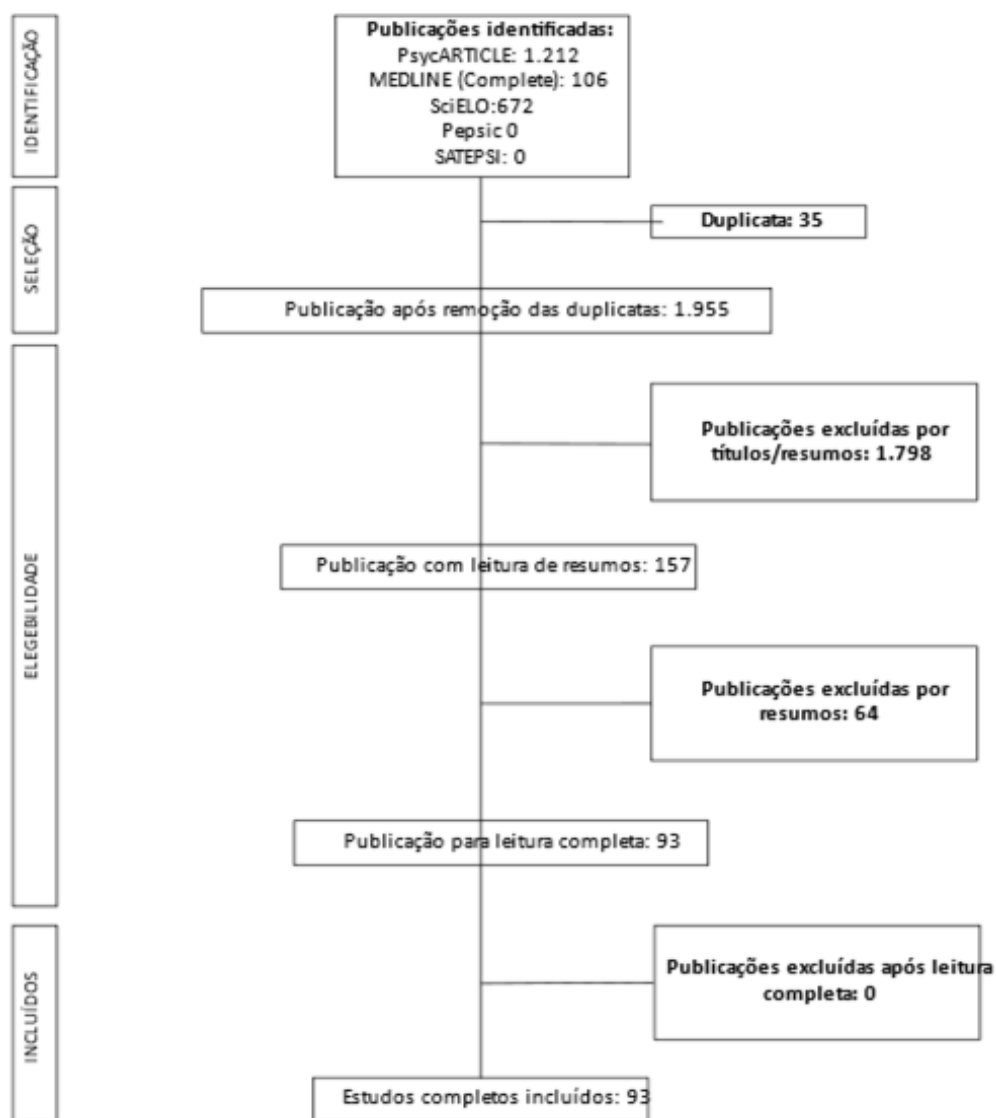 IDENTIFICAÇÃO
Publicações identificadas:
PsycARTICLE: 1.212
MEDLINE (Complete): 106
SciELO:672
Pepsic 0
SATEPSI: 0
SELEÇÃO
Duplicata: 35
Publicação após remoção das duplicatas: 1.955
ELEGEBILIDADE
Publicações excluídas por
títulos/resumos: 1.798
Publicação com leitura de resumos: 157
Publicações excluídas por
resumos: 64
Publicação para leitura completa: 93
INCLUÍDOS
Publicações excluídas após leitura
completa: 0
Estudos completos incluídos: 93